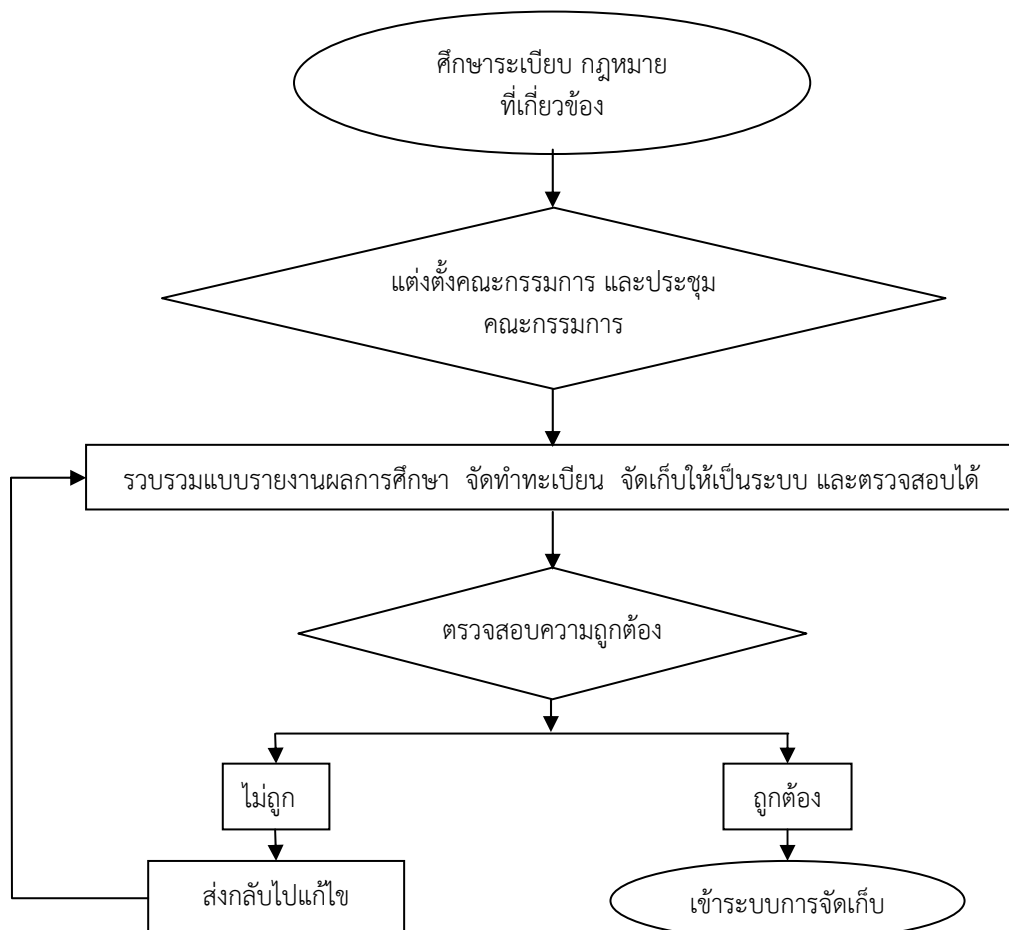 ศึกษาระเบียบ กฎหมาย
ที่เกี่ยวข้อง
แต่งตั้งคณะกรรมการ และประชุม
คณะกรรมการ
รวบรวมแบบรายงานผลการศึกษา จัดทำทะเบียน จัดเก็บให้เป็นระบบ และตรวจสอบได้
ตรวจสอบความถูกต้อง
ไม่ถูก
ถูกต้อง
ส่งกลับไปแก้ไข
เข้าระบบการจัดเก็บ